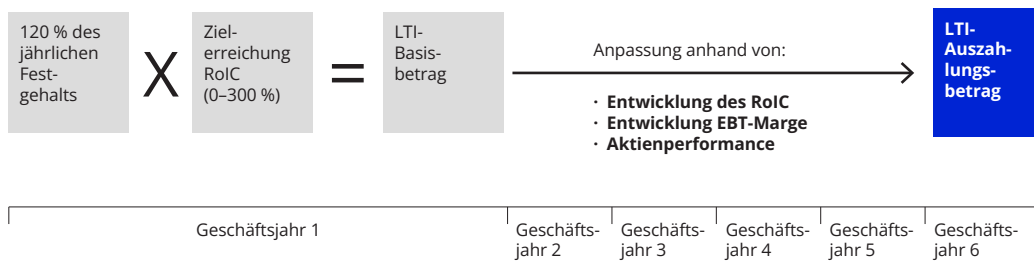 120 % des
jährlichen
Fest-
gehalts
X
Ziel-
erreichung
RoIC
(0–300 %)
=
LTI-
Basis-
betrag
Anpassung anhand von:
· Entwicklung des RoIC
· Entwicklung EBT-Marge
· Aktienperformance
LTI-
Auszah-
lungs-
betrag
Geschäftsjahr 1
Geschäfts-
jahr 2
Geschäfts-
jahr 3
Geschäfts-
jahr 4
Geschäfts-
jahr 5
Geschäfts-
jahr 6